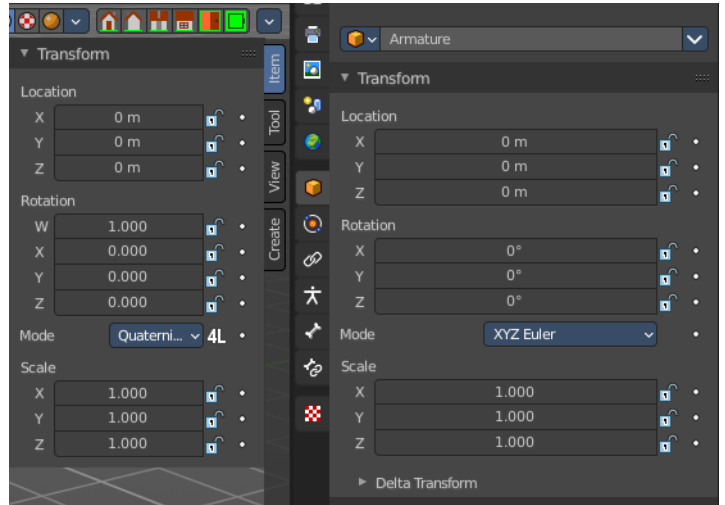 Transform
Location
X 0 m
Y 0 m
Z 0 m
Rotation
W 1.000
X 0.000
Y 0.000
Z 0.000
Mode Quaterni... 4L
Scale
X 1.000
Y 1.000
Z 1.000
Item
Tool
View
Create
Armature
Transform
Location
X 0 m
Y 0 m
Z 0 m
Rotation
X 0°
Y 0°
Z 0°
Mode XYZ Euler
Scale
X 1.000
Y 1.000
Z 1.000
Delta Transform